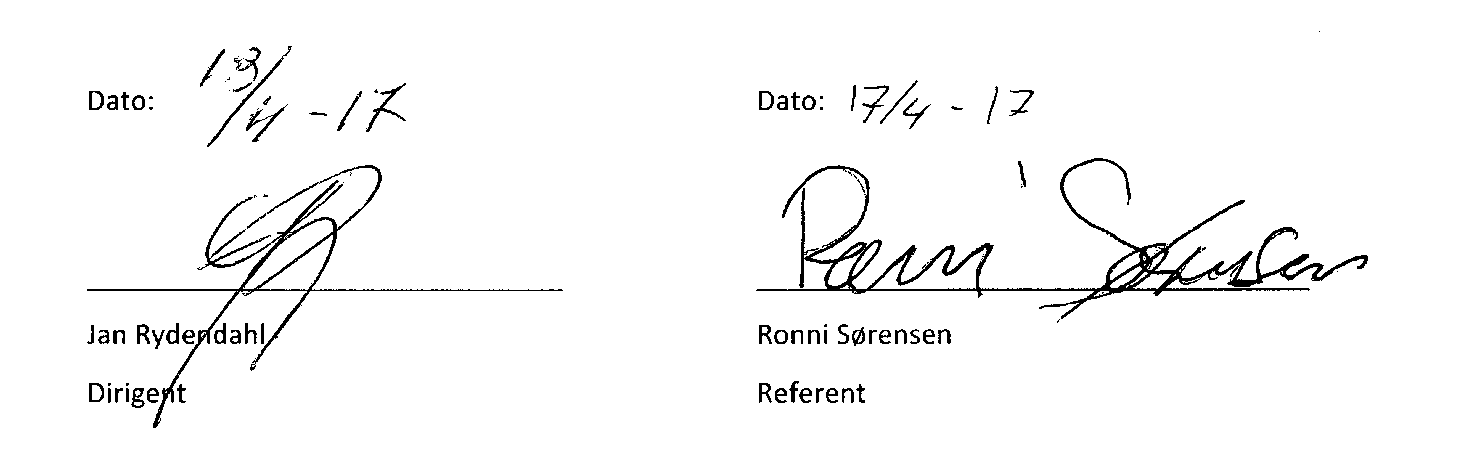 Dato: 13/4 - 17
Dato: 17/4 - 17
Ronni Sørensen
Jan Rydendahl
Ronni Sørensen
Dirigent
Referent